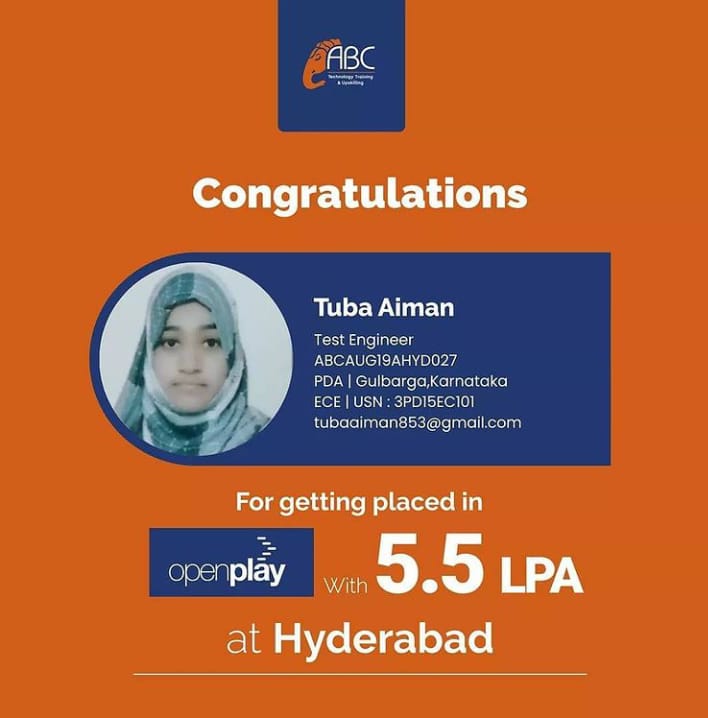 ABC
Technology Training
& Upskilling
Congratulations
Tuba Aiman
Test Engineer
ABCAUG19AHYD027
PDA | Gulbarga,Karnataka
ECE | USN : 3PD15EC101
tubaaiman853@gmail.com
For getting placed in
openplay With 5.5 LPA
at Hyderabad